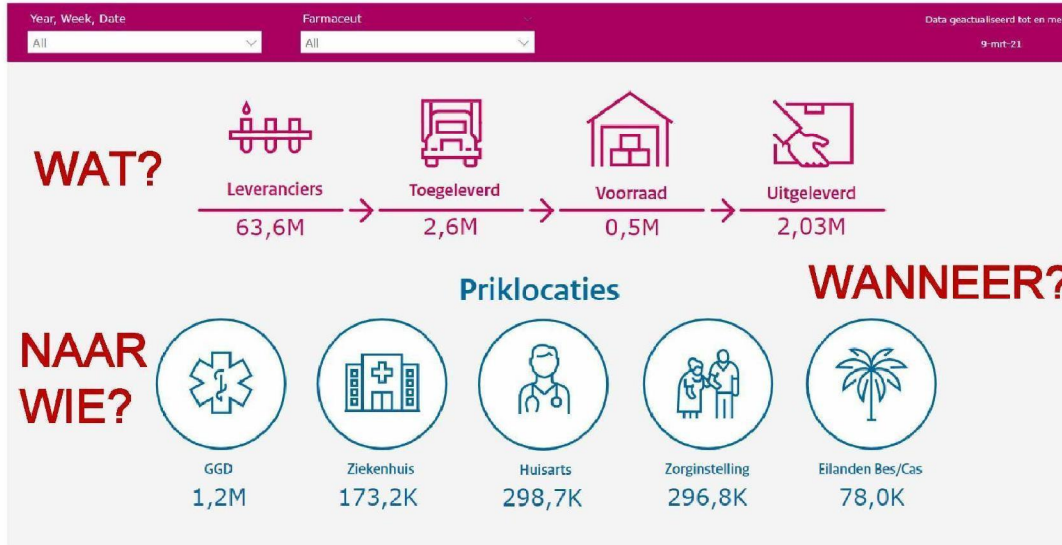 Year, Week, Date
Farmaceut
Data geactualiseerd tot en me
All
All
9-mrt-21
WAT?
Leveranciers
Toegeleverd
Voorraad
Uitgeleverd
63,6M
2,6M
0,5M
2,03M
Priklocaties
WANNEER?
NAAR
WIE?
GGD
Ziekenhuis
Huisarts
Zorginstelling
Eilanden Bes/Cas
1,2M
173,2K
298,7K
296,8K
78,0K